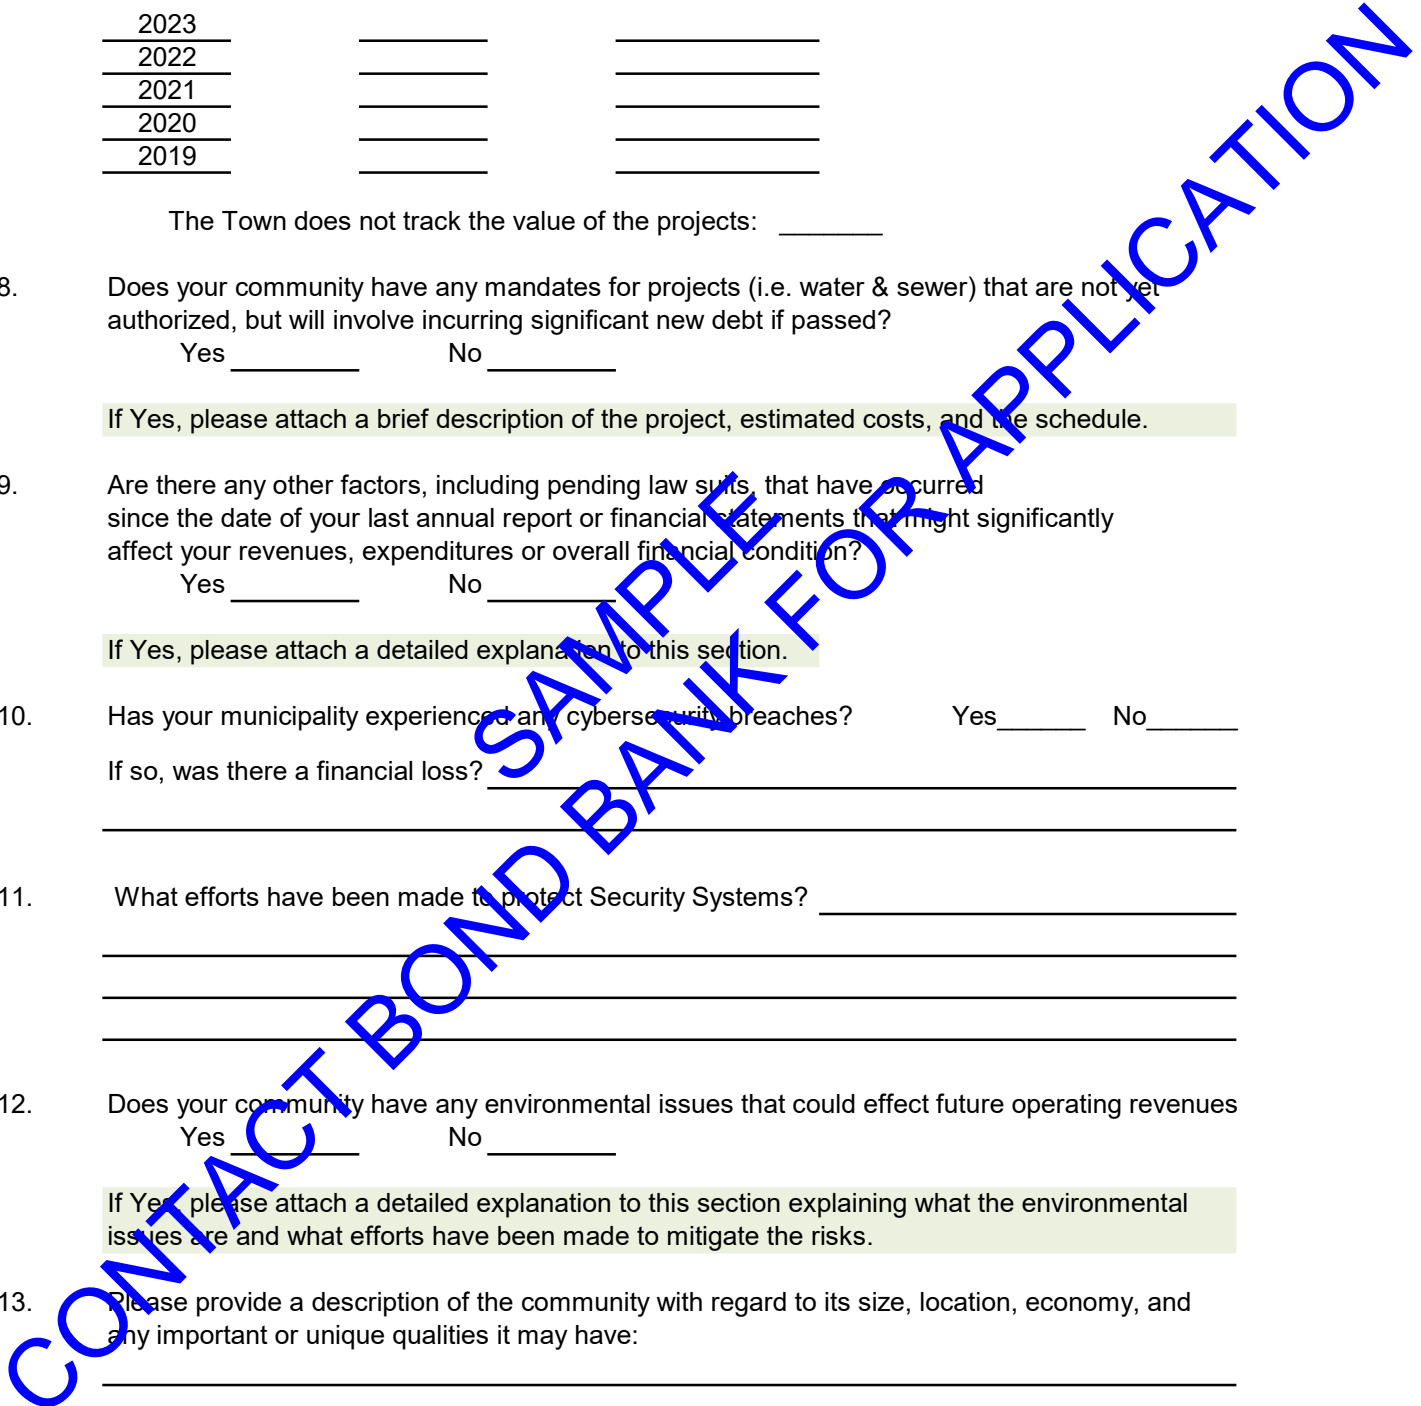 2023
2022
2021
2020
2019
The Town does not track the value of the projects: _______
8. Does your community have any mandates for projects (i.e. water & sewer) that are not yet
authorized, but will involve incurring significant new debt if passed?
Yes No
If Yes, please attach a brief description of the project, estimated costs, and the schedule.
9. Are there any other factors, including pending law suits, that have occurred
since the date of your last annual report or financial statements that might significantly
affect your revenues, expenditures or overall financial condition?
Yes No
If Yes, please attach a detailed explanation to this section.
10. Has your municipality experienced any cybersecurity breaches? Yes______ No______
If so, was there a financial loss?
11. What efforts have been made to protect Security Systems?
12. Does your community have any environmental issues that could effect future operating revenues
Yes No
If Yes, please attach a detailed explanation to this section explaining what the environmental
issues are and what efforts have been made to mitigate the risks.
13. Please provide a description of the community with regard to its size, location, economy, and
any important or unique qualities it may have:
SAMPLE
CONTACT BOND BANK FOR APPLICATION